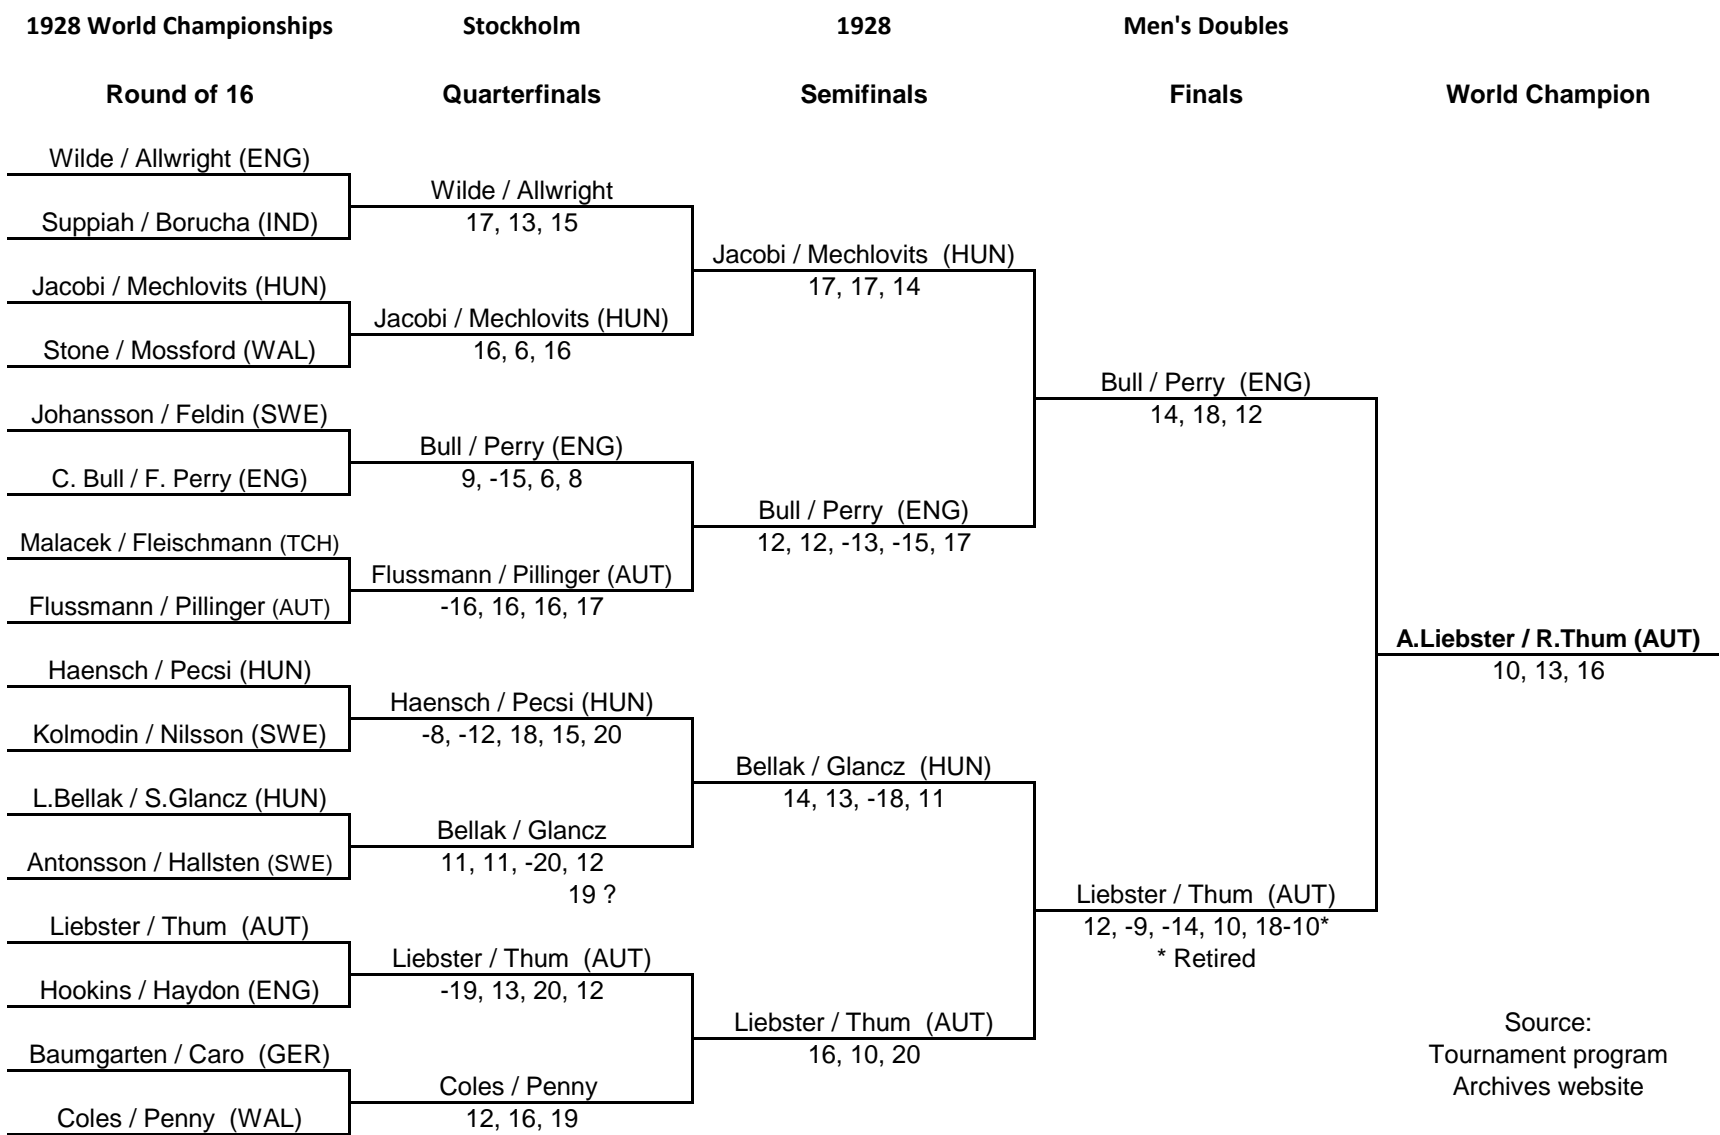 1928 World Championships Stockholm 1928 Men's Doubles
Round of 16 Quarterfinals Semifinals Finals World Champion
Wilde / Allwright (ENG)
Suppiah / Borucha (IND)
Jacobi / Mechlovits (HUN)
Stone / Mossford (WAL)
Johansson / Feldin (SWE)
C. Bull / F. Perry (ENG)
Malacek / Fleischmann (TCH)
Flussmann / Pillinger (AUT)
Haensch / Pecsi (HUN)
Kolmodin / Nilsson (SWE)
L.Bellak / S.Glancz (HUN)
Antonsson / Hallsten (SWE)
Liebster / Thum (AUT)
Hookins / Haydon (ENG)
Baumgarten / Caro (GER)
Coles / Penny (WAL)
Wilde / Allwright
17, 13, 15
Jacobi / Mechlovits (HUN)
16, 6, 16
Bull / Perry (ENG)
9, -15, 6, 8
Flussmann / Pillinger (AUT)
-16, 16, 16, 17
Haensch / Pecsi (HUN)
-8, -12, 18, 15, 20
Bellak / Glancz
11, 11, -20, 12
19 ?
Liebster / Thum (AUT)
-19, 13, 20, 12
Coles / Penny
12, 16, 19
Jacobi / Mechlovits (HUN)
17, 17, 14
Bull / Perry (ENG)
12, 12, -13, -15, 17
Bellak / Glancz (HUN)
14, 13, -18, 11
Liebster / Thum (AUT)
16, 10, 20
Bull / Perry (ENG)
14, 18, 12
Liebster / Thum (AUT)
12, -9, -14, 10, 18-10*
* Retired
A.Liebster / R.Thum (AUT)
10, 13, 16
Source:
Tournament program
Archives website